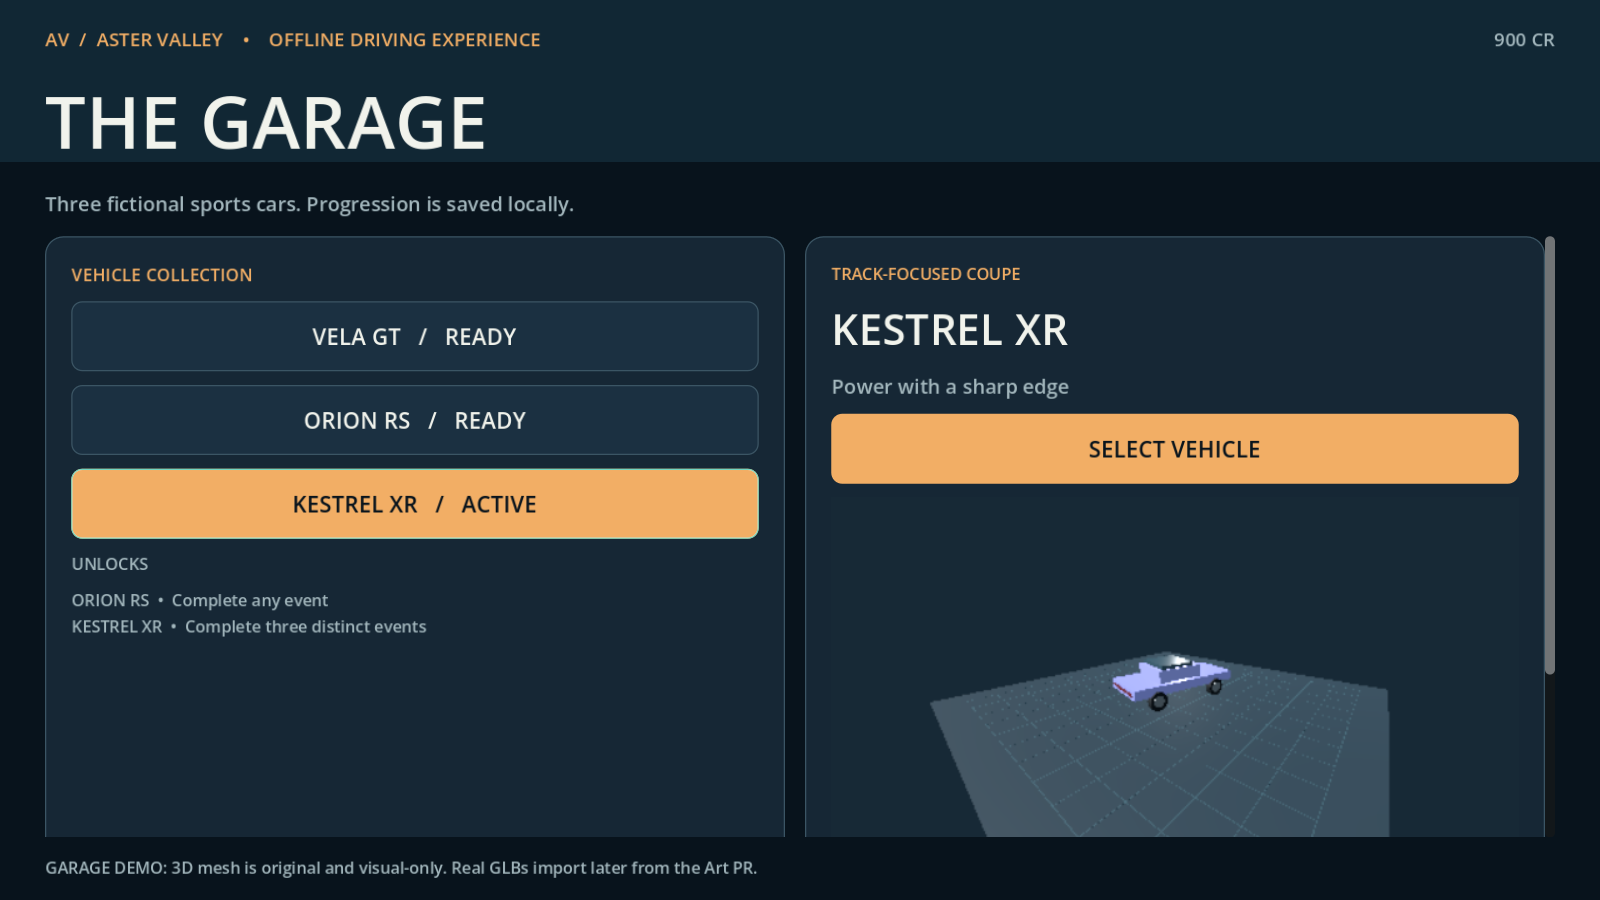 AV / ASTER VALLEY • OFFLINE DRIVING EXPERIENCE
900 CR
THE GARAGE
Three fictional sports cars. Progression is saved locally.
VEHICLE COLLECTION
VELA GT / READY
ORION RS / READY
KESTREL XR / ACTIVE
UNLOCKS
ORION RS • Complete any event
KESTREL XR • Complete three distinct events
TRACK-FOCUSED COUPE
KESTREL XR
Power with a sharp edge
SELECT VEHICLE
GARAGE DEMO: 3D mesh is original and visual-only. Real GLBs import later from the Art PR.